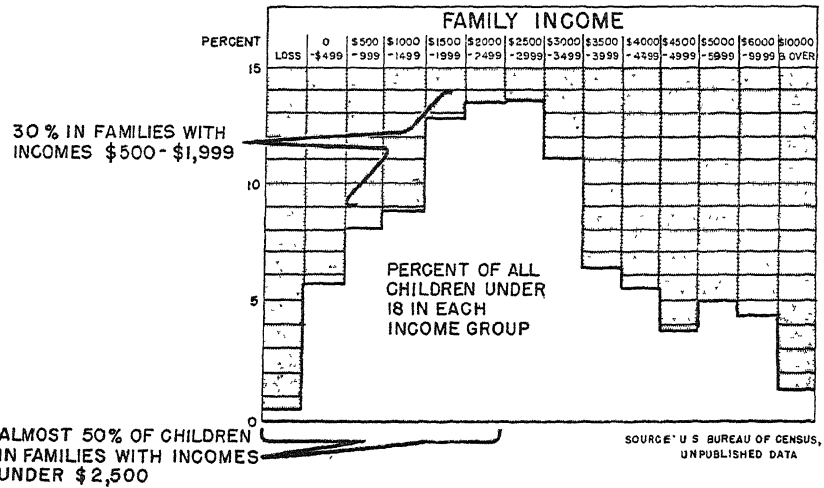 FAMILY INCOME
PERCENT
LOSS
0 -$499
$500 -999
$1000 -1499
$1500 -1999
$2000 -2499
$2500 -2999
$3000 -3499
$3500 -3999
$4000 -4499
$4500 -4999
$5000 -5999
$6000 -9999
$10000 & OVER
15
30% IN FAMILIES WITH
INCOMES $500-$1,999
10
PERCENT OF ALL
CHILDREN UNDER
18 IN EACH
INCOME GROUP
5
0
ALMOST 50% OF CHILDREN
IN FAMILIES WITH INCOMES
UNDER $2,500
SOURCE' U S BUREAU OF CENSUS,
UNPUBLISHED DATA